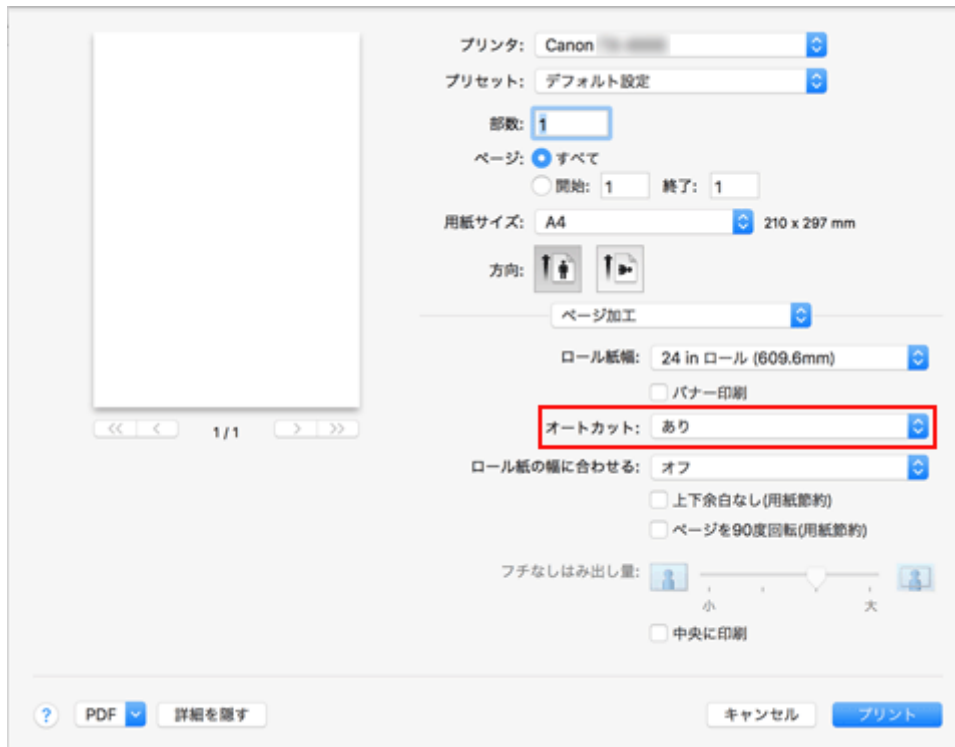 プリンタ: Canon
プリセット: デフォルト設定
部数: 1
ページ: すべて
開始: 1 終了: 1
用紙サイズ: A4 210 x 297 mm
方向:
ページ加工
ロール紙幅: 24 in ロール (609.6mm)
バナー印刷
1/1
オートカット: あり
ロール紙の幅に合わせる: オフ
上下余白なし(用紙節約)
ページを90度回転(用紙節約)
フチなしはみ出し量:
小 大
中央に印刷
? PDF 詳細を隠す キャンセル プリント